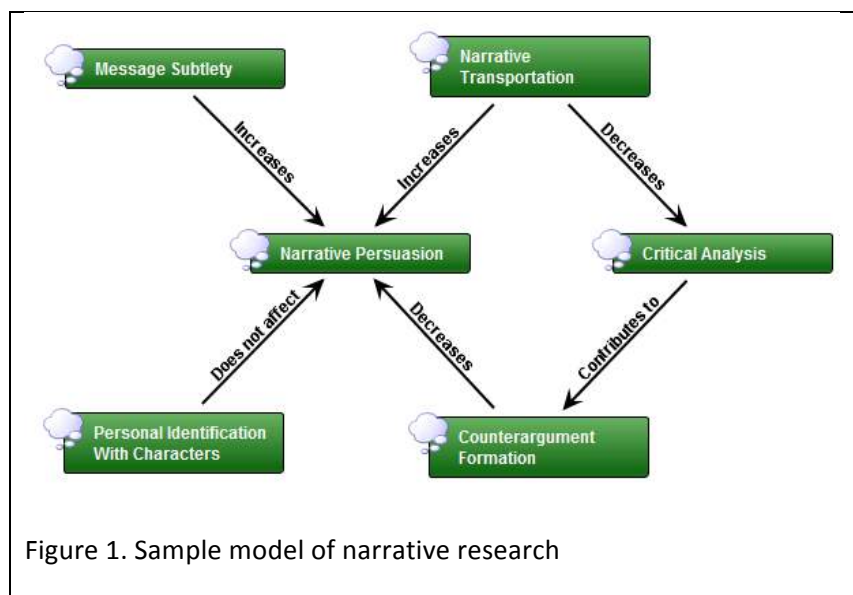 Message Subtlety
Narrative
Transportation
Increases
Increases
Decreases
Narrative Persuasion
Critical Analysis
Does not affect
Decreases
Contributes to
Personal Identification
With Characters
Counterargument
Formation
Figure 1. Sample model of narrative research